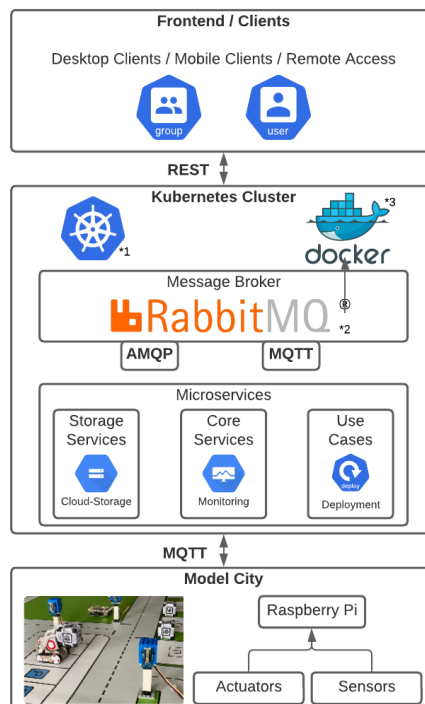 Frontend / Clients
Desktop Clients / Mobile Clients / Remote Access
group
user
REST
Kubernetes Cluster
*1
*3
docker
Message Broker
RabbitMQ
®
*2
AMQP
MQTT
Microservices
Storage
Services
Cloud-Storage
Core
Services
Monitoring
Use
Cases
deploy
Deployment
MQTT
Model City
Raspberry Pi
Actuators
Sensors